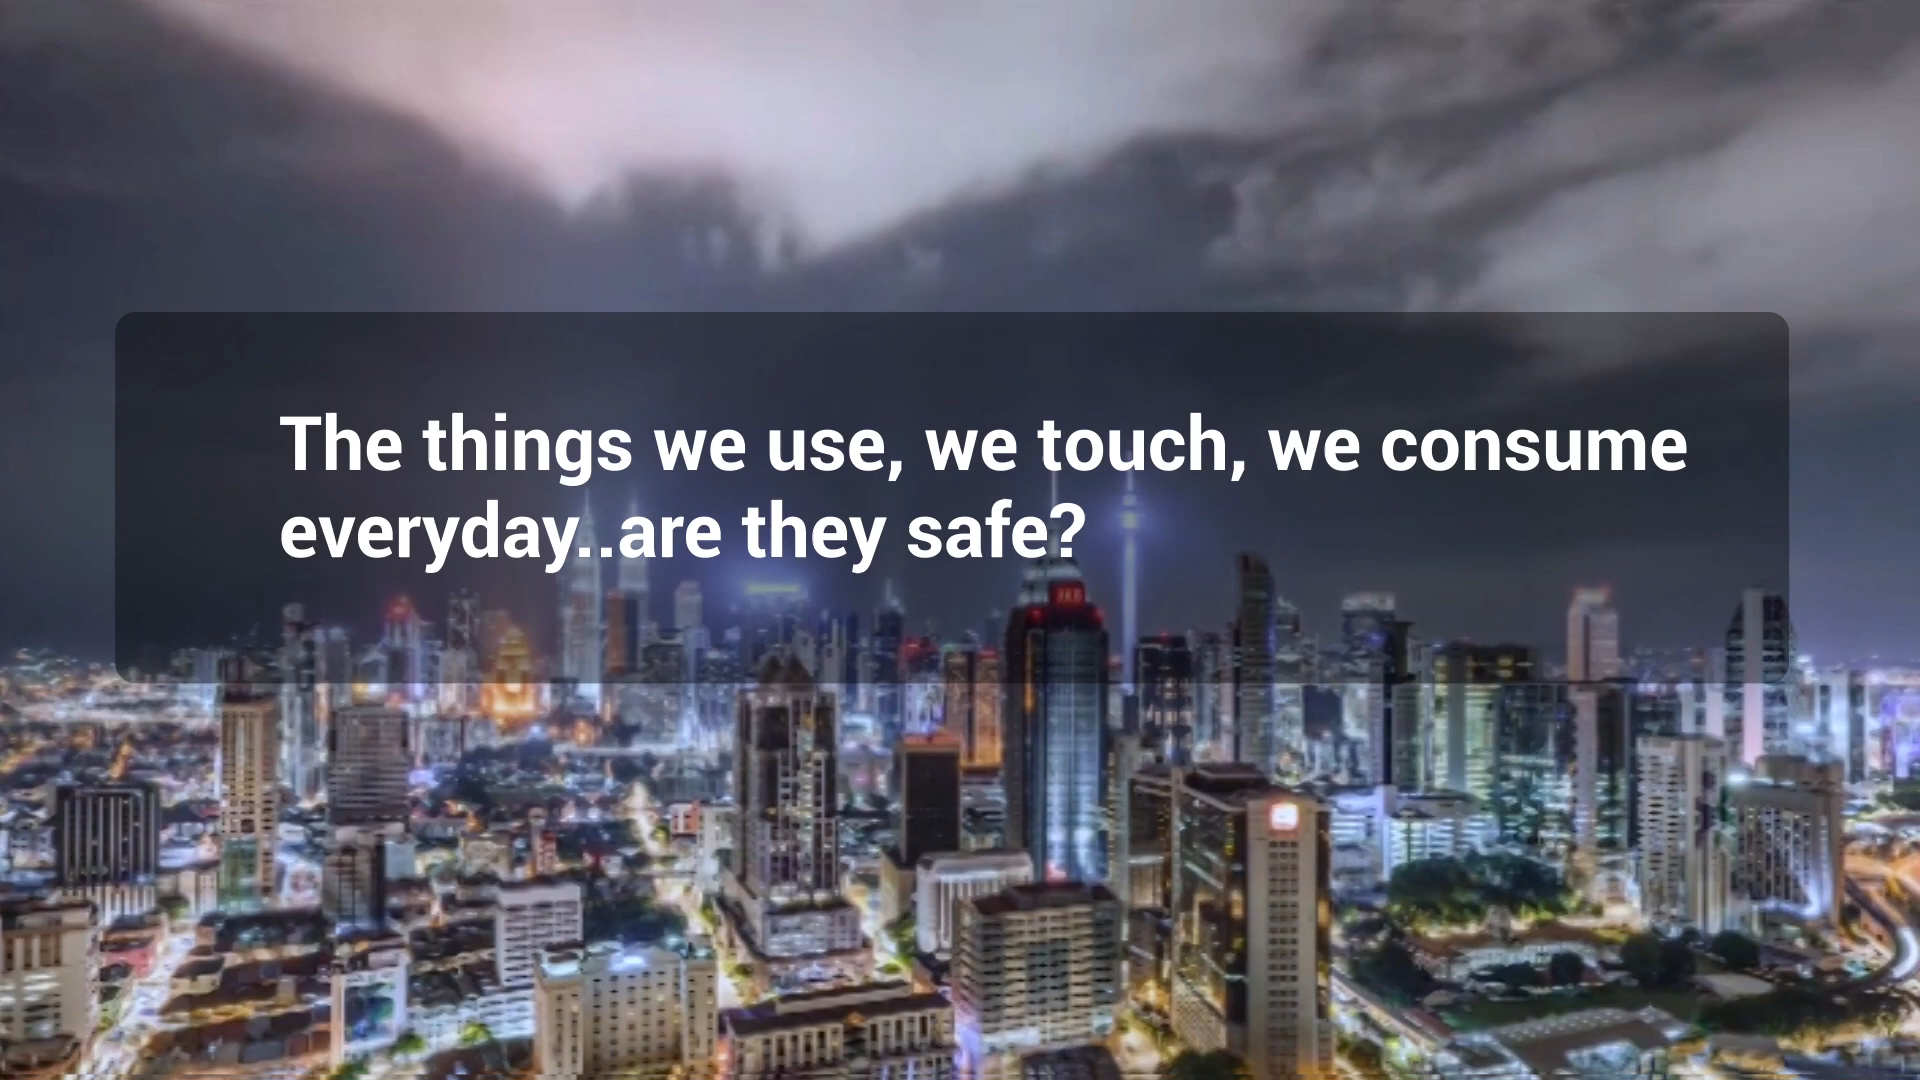 The things we use, we touch, we consume
everyday..are they safe?